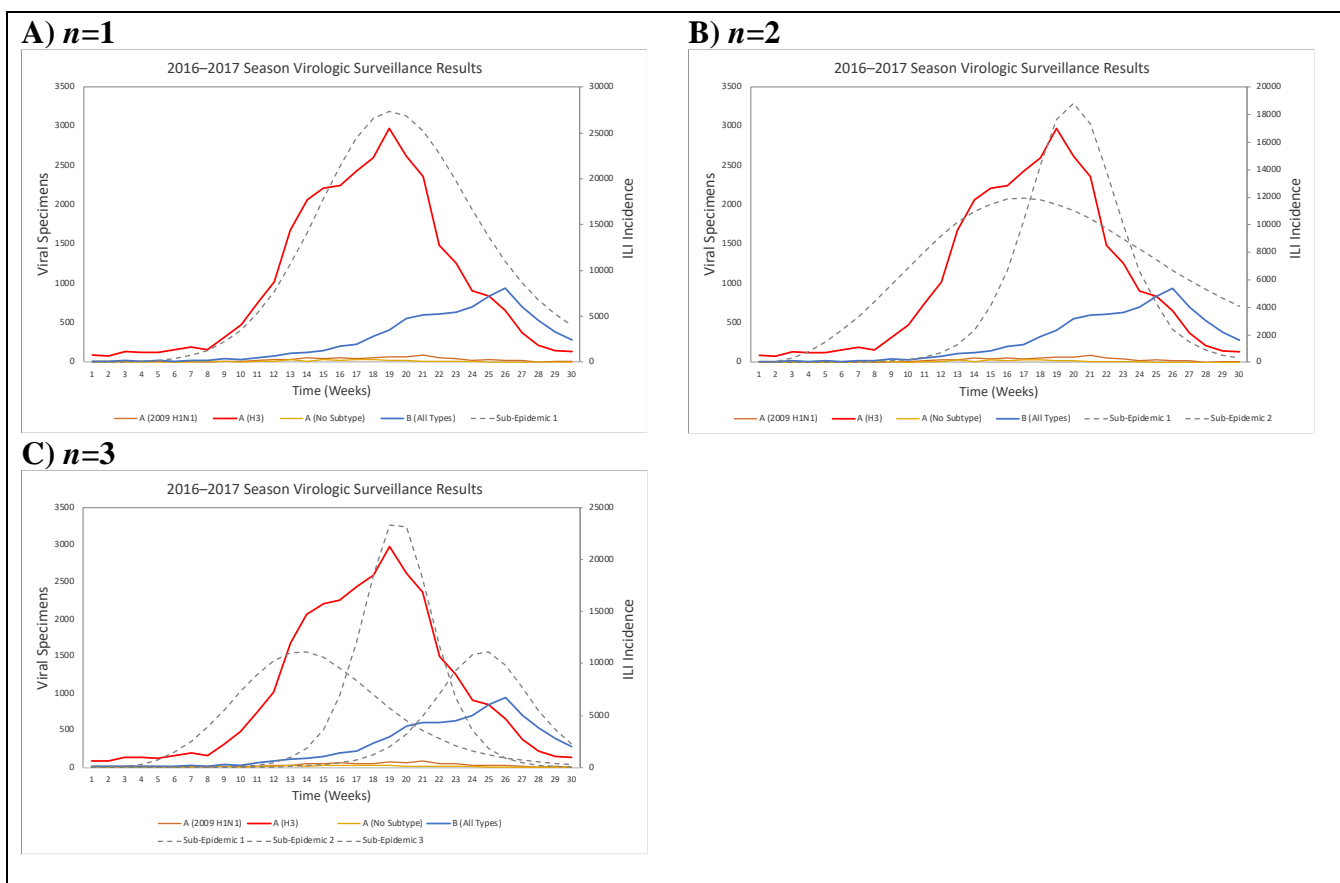 A) n=1
2016–2017 Season Virologic Surveillance Results
3500
3000
2500
2000
1500
1000
500
0
Viral Specimens
30000
25000
20000
15000
10000
5000
0
ILI Incidence
1 2 3 4 5 6 7 8 9 10 11 12 13 14 15 16 17 18 19 20 21 22 23 24 25 26 27 28 29 30
Time (Weeks)
A (2009 H1N1) A (H3) A (No Subtype) B (All Types) Sub-Epidemic 1
B) n=2
2016–2017 Season Virologic Surveillance Results
3500
3000
2500
2000
1500
1000
500
0
Viral Specimens
20000
18000
16000
14000
12000
10000
8000
6000
4000
2000
0
ILI Incidence
1 2 3 4 5 6 7 8 9 10 11 12 13 14 15 16 17 18 19 20 21 22 23 24 25 26 27 28 29 30
Time (Weeks)
A (2009 H1N1) A (H3) A (No Subtype) B (All Types) Sub-Epidemic 1 Sub-Epidemic 2
C) n=3
2016–2017 Season Virologic Surveillance Results
3500
3000
2500
2000
1500
1000
500
0
Viral Specimens
25000
20000
15000
10000
5000
0
ILI Incidence
1 2 3 4 5 6 7 8 9 10 11 12 13 14 15 16 17 18 19 20 21 22 23 24 25 26 27 28 29 30
Time (Weeks)
A (2009 H1N1) A (H3) A (No Subtype) B (All Types)
Sub-Epidemic 1 Sub-Epidemic 2 Sub-Epidemic 3